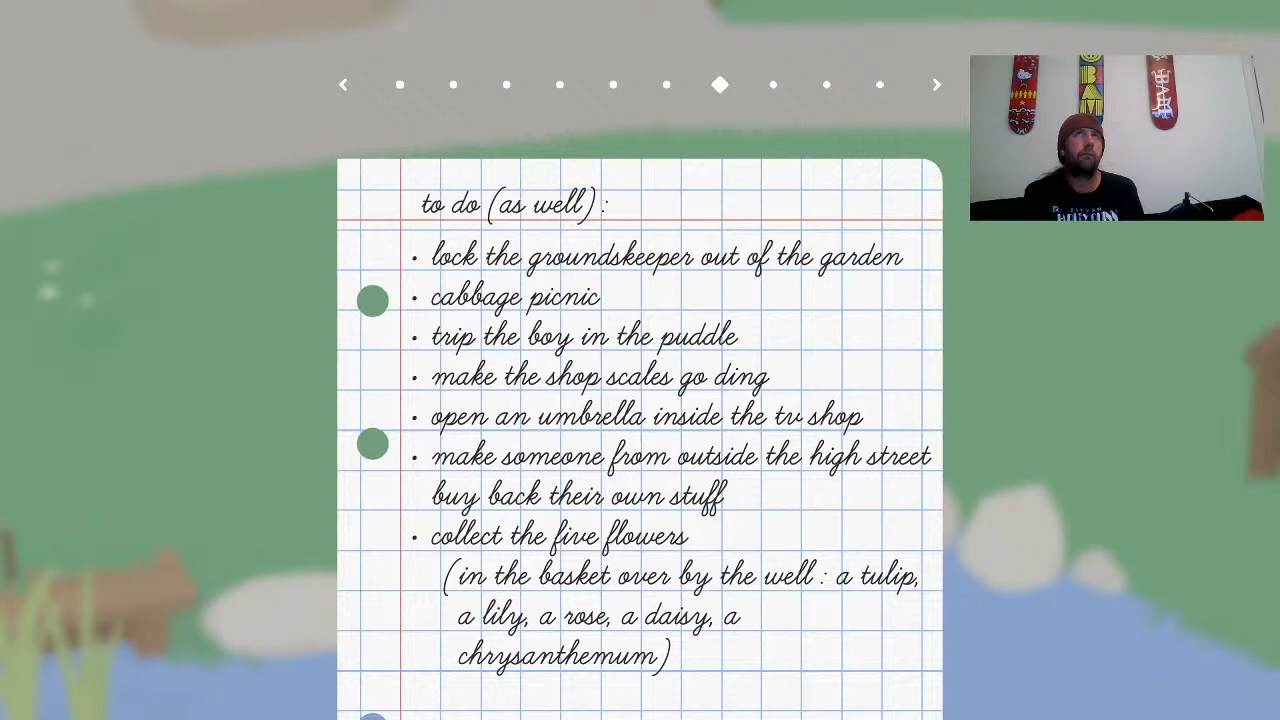 to do (as well):
• lock the groundskeeper out of the garden
• cabbage picnic
• trip the boy in the puddle
• make the shop scales go ding
• open an umbrella inside the tv shop
• make someone from outside the high street
buy back their own stuff
• collect the five flowers
(in the basket over by the well: a tulip,
a lily, a rose, a daisy, a
chrysanthemum)